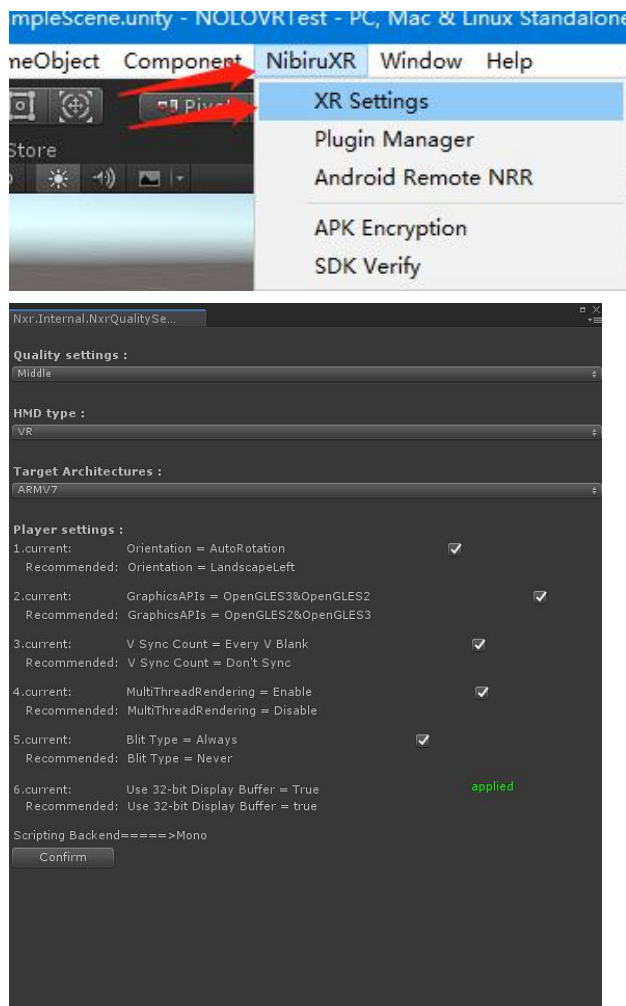 mpleScene.unity - NOLOVRTest - PC, Mac & Linux Standalone
neObject Component NibiruXR Window Help
XR Settings
Store
Plugin Manager
Android Remote NRR
APK Encryption
SDK Verify
Nxr.Internal.NxrQualitySe...
Quality settings :
Middle
HMD type :
VR
Target Architectures :
ARMV7
Player settings :
1.current: Orientation = AutoRotation
Recommended: Orientation = LandscapeLeft
2.current: GraphicsAPIs = OpenGLES3&OpenGLES2
Recommended: GraphicsAPIs = OpenGLES2&OpenGLES3
3.current: V Sync Count = Every V Blank
Recommended: V Sync Count = Don't Sync
4.current: MultiThreadRendering = Enable
Recommended: MultiThreadRendering = Disable
5.current: Blit Type = Always
Recommended: Blit Type = Never
6.current: Use 32-bit Display Buffer = True applied
Recommended: Use 32-bit Display Buffer = true
Scripting Backend=====>Mono
Confirm